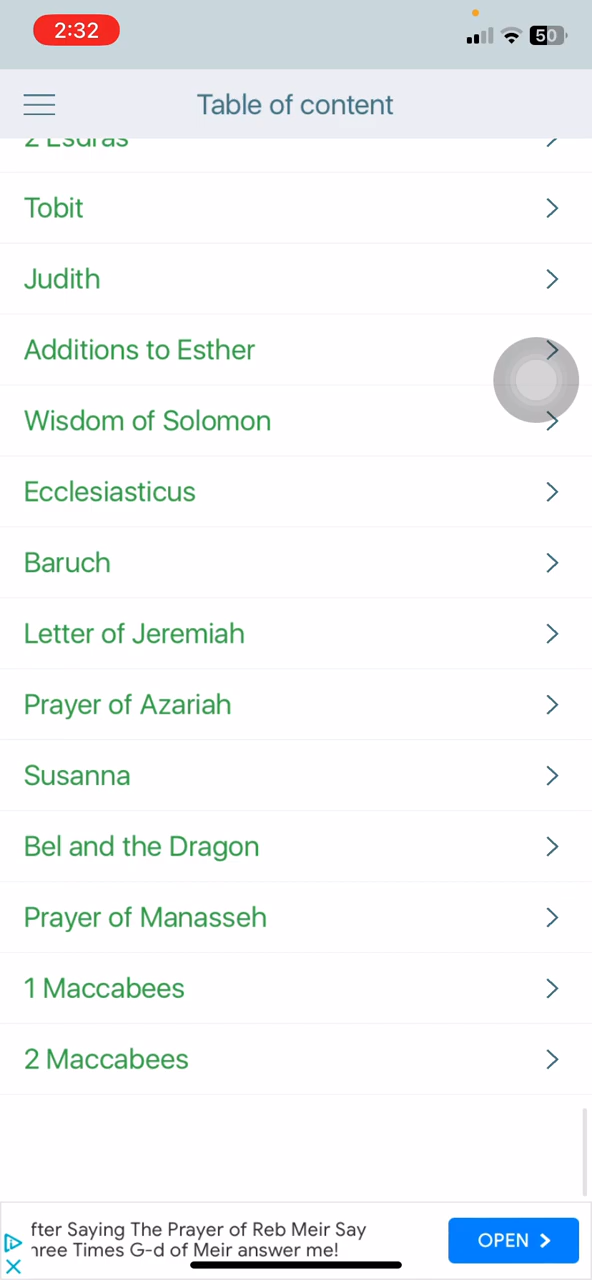 2:32
50
Table of content
2 Esdras
Tobit
Judith
Additions to Esther
Wisdom of Solomon
Ecclesiasticus
Baruch
Letter of Jeremiah
Prayer of Azariah
Susanna
Bel and the Dragon
Prayer of Manasseh
1 Maccabees
2 Maccabees
fter Saying The Prayer of Reb Meir Say
hree Times G-d of Meir answer me!
OPEN